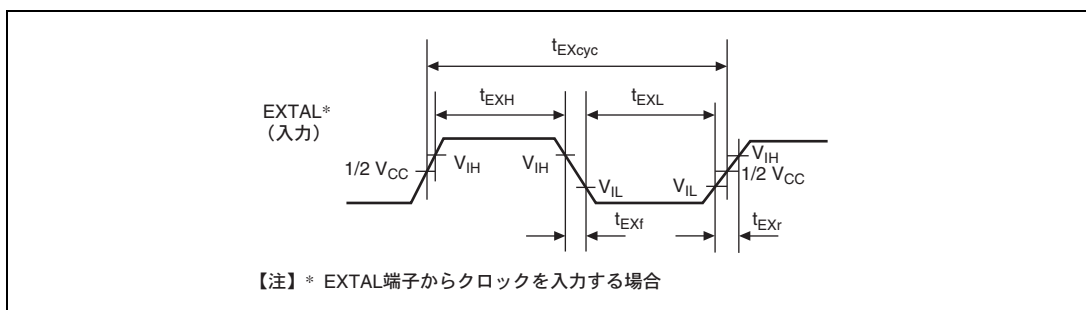 tEXcyc
EXTAL*
(入力)
tEXH
tEXL
1/2 VCC
VIH
VIH
VIL
VIL
VIH
1/2 VCC
tEXf
tEXr
【注】* EXTAL端子からクロックを入力する場合